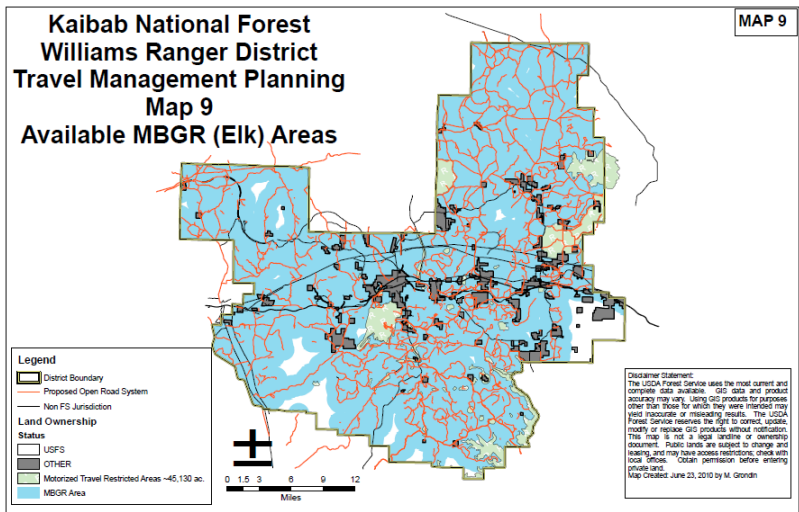 Kaibab National Forest
Williams Ranger District
Travel Management Planning
Map 9
Available MBGR (Elk) Areas
MAP 9
Legend
District Boundary
Proposed Open Road System
Non FS Jurisdiction
Land Ownership
Status
USFS
OTHER
Motorized Travel Restricted Areas ~45,130 ac.
MBGR Area
0 1.5 3 6 9 12
Miles
Disclaimer Statement:
The USDA Forest Service uses the most current and
complete data available. GIS data and product
accuracy may vary. Using GIS products for purposes
other than those for which they were intended may
yield inaccurate or misleading results. The USDA
Forest Service reserves the right to correct, update,
modify or replace GIS products without notification.
This map is not a legal landline or ownership
document. Public lands are subject to change and
leasing, and may have access restrictions; check with
local offices. Obtain permission before entering
private land.
Map Created: June 23, 2010 by M. Grondin